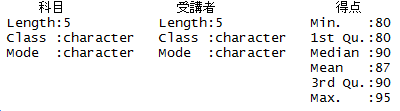 科目 受講者 得点
Length:5 Length:5 Min. :80
Class :character Class :character 1st Qu.:80
Mode :character Mode :character Median :90
Mean :87
3rd Qu.:90
Max. :95